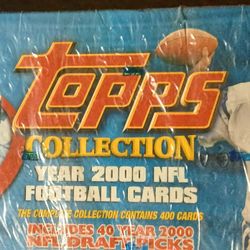 TOPPS
COLLECTION
YEAR 2000 NFL
FOOTBALL CARDS
THE COMPLETE COLLECTION CONTAINS 400 CARDS
INCLUDES 40 YEAR 2000
NFL DRAFT PICKS